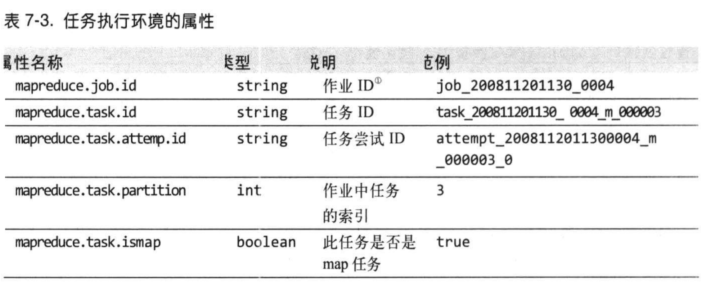 表 7-3. 任务执行环境的属性
属性名称 类型 说明 范例
mapreduce.job.id string 作业 ID① job_200811201130_0004
mapreduce.task.id string 任务 ID task_200811201130_ 0004_m_000003
mapreduce.task.attemp.id string 任务尝试 ID attempt_2008112011300004_m
_000003_0
mapreduce.task.partition int 作业中任务 3
的索引
mapreduce.task.ismap boolean 此任务是否是 true
map 任务